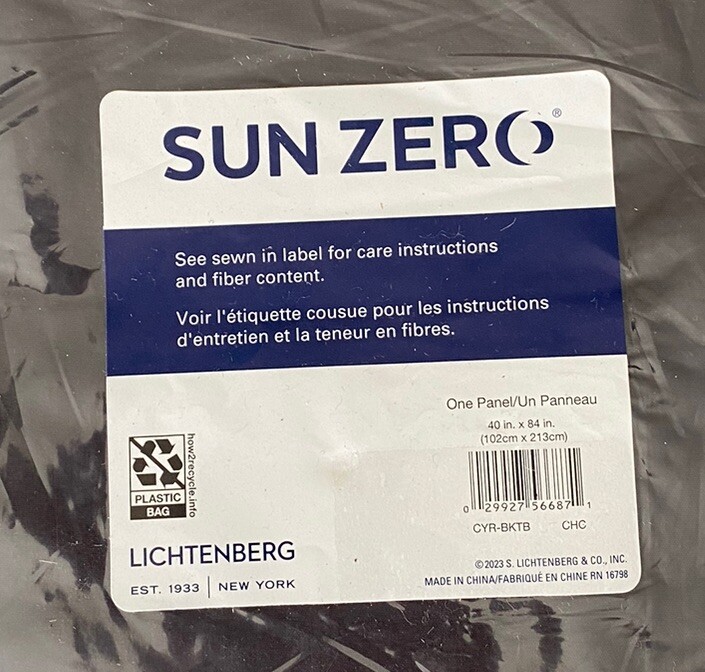 SUN ZERO®
See sewn in label for care instructions
and fiber content.
Voir l'étiquette cousue pour les instructions
d'entretien et la teneur en fibres.
One Panel/Un Panneau
40 in. x 84 in.
(102cm x 213cm)
0 29927 56687 1
CYR-BKTB CHC
how2recycle.info
PLASTIC
BAG
LICHTENBERG
EST. 1933 | NEW YORK
©2023 S. LICHTENBERG & CO., INC.
MADE IN CHINA/FABRIQUÉ EN CHINE RN 16798